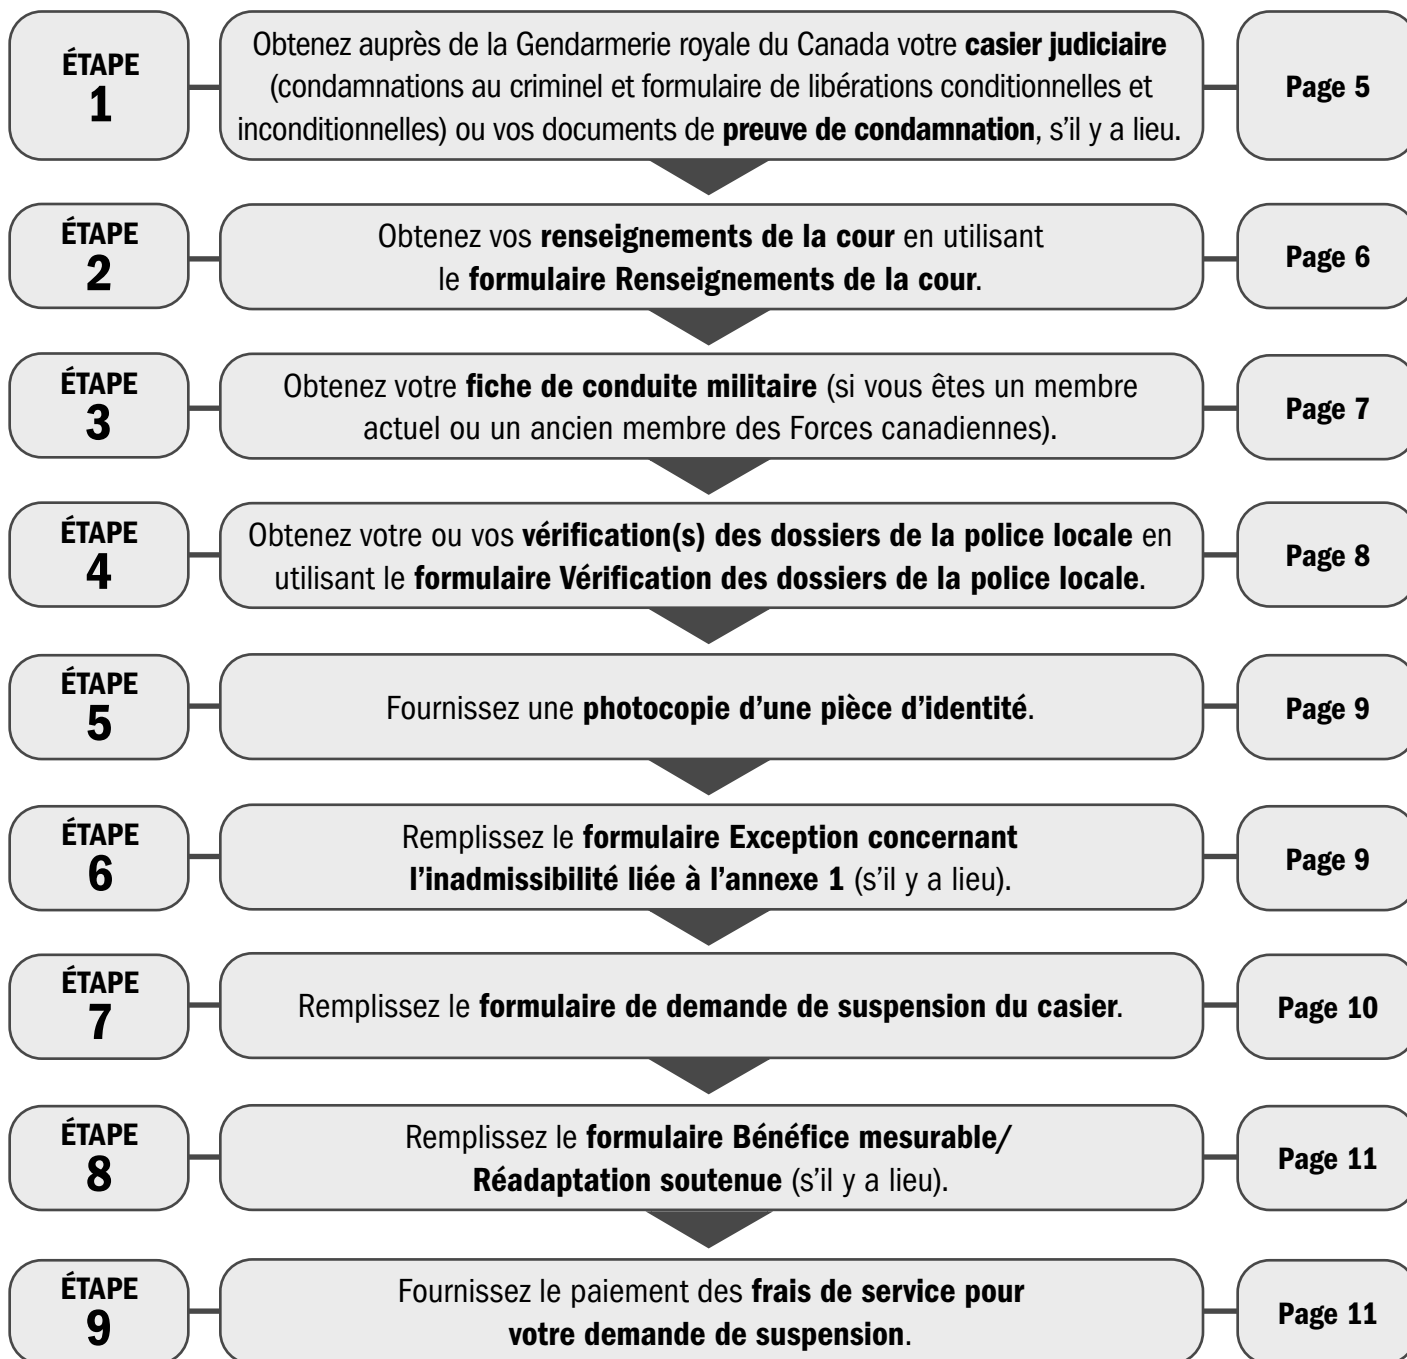 ÉTAPE
1
Obtenez auprès de la Gendarmerie royale du Canada votre casier judiciaire
(condamnations au criminel et formulaire de libérations conditionnelles et
inconditionnelles) ou vos documents de preuve de condamnation, s'il y a lieu.
Page 5
ÉTAPE
2
Obtenez vos renseignements de la cour en utilisant
le formulaire Renseignements de la cour.
Page 6
ÉTAPE
3
Obtenez votre fiche de conduite militaire (si vous êtes un membre
actuel ou un ancien membre des Forces canadiennes).
Page 7
ÉTAPE
4
Obtenez votre ou vos vérification(s) des dossiers de la police locale en
utilisant le formulaire Vérification des dossiers de la police locale.
Page 8
ÉTAPE
5
Fournissez une photocopie d'une pièce d'identité.
Page 9
ÉTAPE
6
Remplissez le formulaire Exception concernant
l'inadmissibilité liée à l'annexe 1 (s'il y a lieu).
Page 9
ÉTAPE
7
Remplissez le formulaire de demande de suspension du casier.
Page 10
ÉTAPE
8
Remplissez le formulaire Bénéfice mesurable/
Réadaptation soutenue (s'il y a lieu).
Page 11
ÉTAPE
9
Fournissez le paiement des frais de service pour
votre demande de suspension.
Page 11